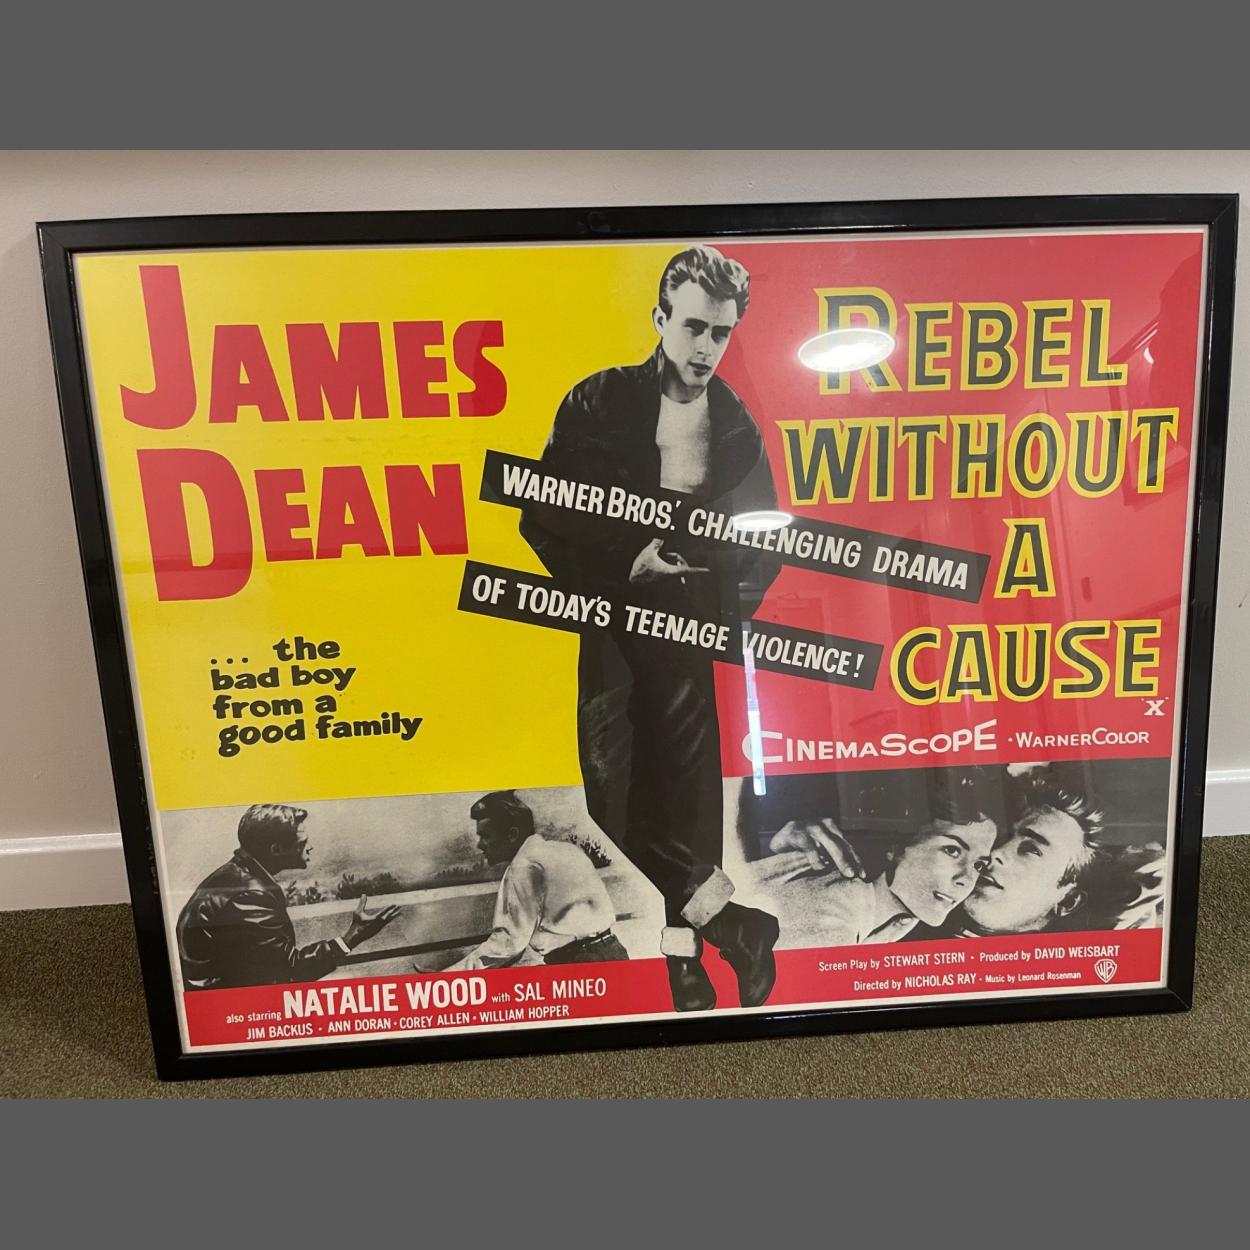 JAMES
DEAN
... the
bad boy
from a
good family
WARNER BROS.' CHALLENGING DRAMA
OF TODAY'S TEENAGE VIOLENCE!
REBEL
WITHOUT
A
CAUSE
"X"
CINEMASCOPE · WARNERCOLOR
also starring NATALIE WOOD with SAL MINEO
JIM BACKUS · ANN DORAN · COREY ALLEN · WILLIAM HOPPER
Screen Play by STEWART STERN · Produced by DAVID WEISBART
Directed by NICHOLAS RAY · Music by Leonard Rosenman
WB